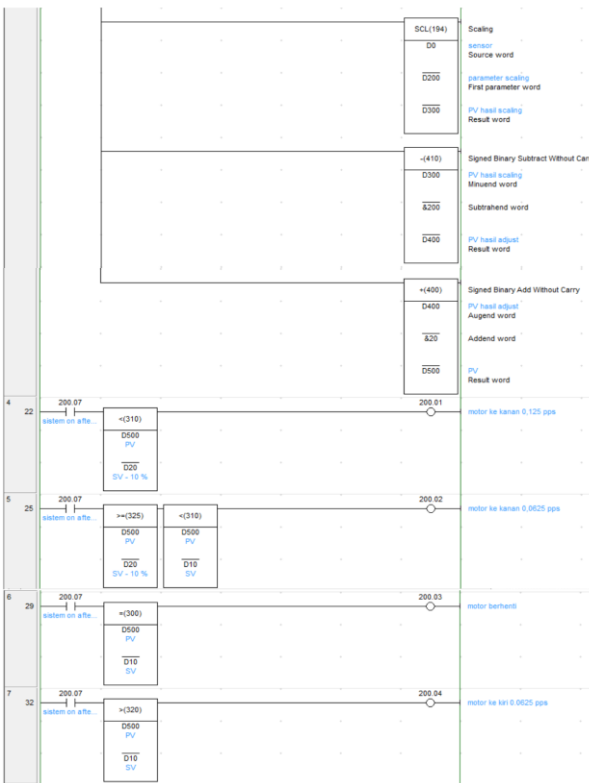 SCL(194)
Scaling
D0
sensor
Source word
D200
parameter scaling
First parameter word
D300
PV hasil scaling
Result word
-(410)
Signed Binary Subtract Without Car
D300
PV hasil scaling
Minuend word
&200
Subtrahend word
D400
PV hasil adjust
Result word
+(400)
Signed Binary Add Without Carry
D400
PV hasil adjust
Augend word
&20
Addend word
D500
PV
Result word
4
22
200.07
sistem on afte...
<(310)
D500
PV
D20
SV - 10 %
200.01
motor ke kanan 0,125 pps
5
25
200.07
sistem on afte...
>=(325)
D500
PV
D20
SV - 10 %
<(310)
D500
PV
D10
SV
200.02
motor ke kanan 0,0625 pps
6
29
200.07
sistem on afte...
=(300)
D500
PV
D10
SV
200.03
motor berhenti
7
32
200.07
sistem on afte...
>(320)
D500
PV
D10
SV
200.04
motor ke kiri 0.0625 pps